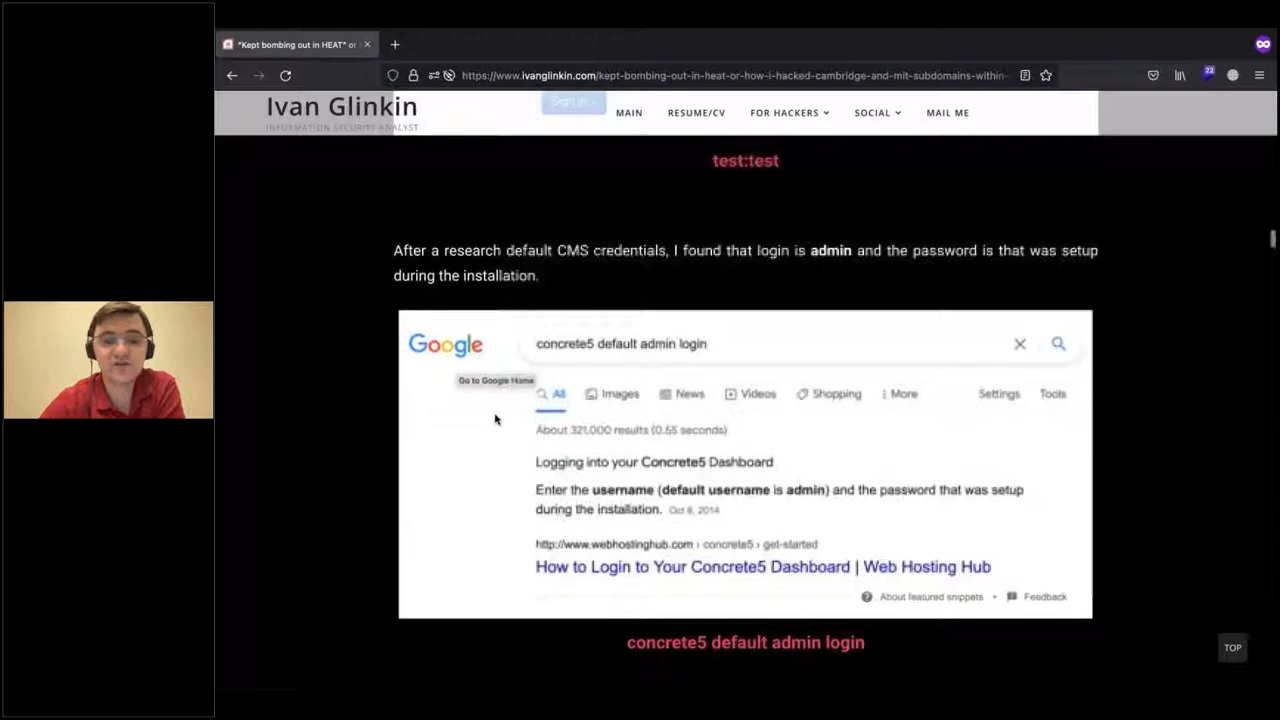 "Kept bombing out in HEAT" or
22
https://www.ivanglinkin.com/kept-bombing-out-in-heat-or-how-i-hacked-cambridge-and-mit-subdomains-within-
Ivan Glinkin
INFORMATION SECURITY ANALYST
Sign in
MAIN
RESUME/CV
FOR HACKERS
SOCIAL
MAIL ME
test:test
After a research default CMS credentials, I found that login is admin and the password is that was setup
during the installation.
Google
concrete5 default admin login
Go to Google Home
All
Images
News
Videos
Shopping
More
Settings
Tools
About 321,000 results (0.55 seconds)
Logging into your Concrete5 Dashboard
Enter the username (default username is admin) and the password that was setup
during the installation. Oct 8, 2014
http://www.webhostinghub.com › concrete5 › get-started
How to Login to Your Concrete5 Dashboard | Web Hosting Hub
About featured snippets
Feedback
concrete5 default admin login
TOP